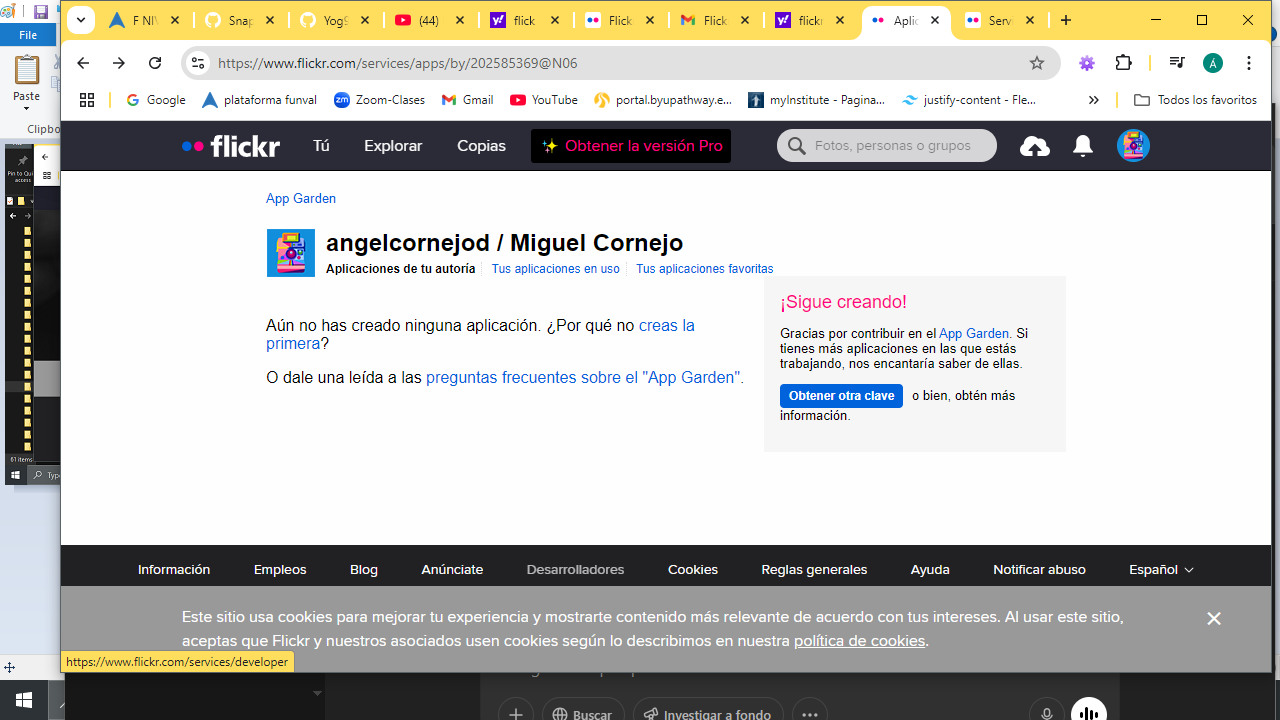 F NIV
Snap
YogS
(44)
flick
Flick
Flick
flickr
Aplic
Serv
File
https://www.flickr.com/services/apps/by/202585369@N06
Á
Paste
Google
plataforma funval
Zoom-Clases
Gmail
YouTube
portal.byupathway.e...
myInstitute - Pagina...
justify-content - Fle...
Todos los favoritos
Clipbo
flickr
Tú
Explorar
Copias
Obtener la versión Pro
Fotos, personas o grupos
Pin to Qui
access
App Garden
angelcornejod / Miguel Cornejo
Aplicaciones de tu autoría
Tus aplicaciones en uso
Tus aplicaciones favoritas
¡Sigue creando!
Aún no has creado ninguna aplicación. ¿Por qué no creas la
primera?
Gracias por contribuir en el App Garden. Si
tienes más aplicaciones en las que estás
trabajando, nos encantaría saber de ellas.
O dale una leída a las preguntas frecuentes sobre el "App Garden".
Obtener otra clave o bien, obtén más
información.
61 items
Type
Información
Empleos
Blog
Anúnciate
Desarrolladores
Cookies
Reglas generales
Ayuda
Notificar abuso
Español
Este sitio usa cookies para mejorar tu experiencia y mostrarte contenido más relevante de acuerdo con tus intereses. Al usar este sitio,
aceptas que Flickr y nuestros asociados usen cookies según lo describimos en nuestra política de cookies.
https://www.flickr.com/services/developer
Buscar
Investigar a fondo